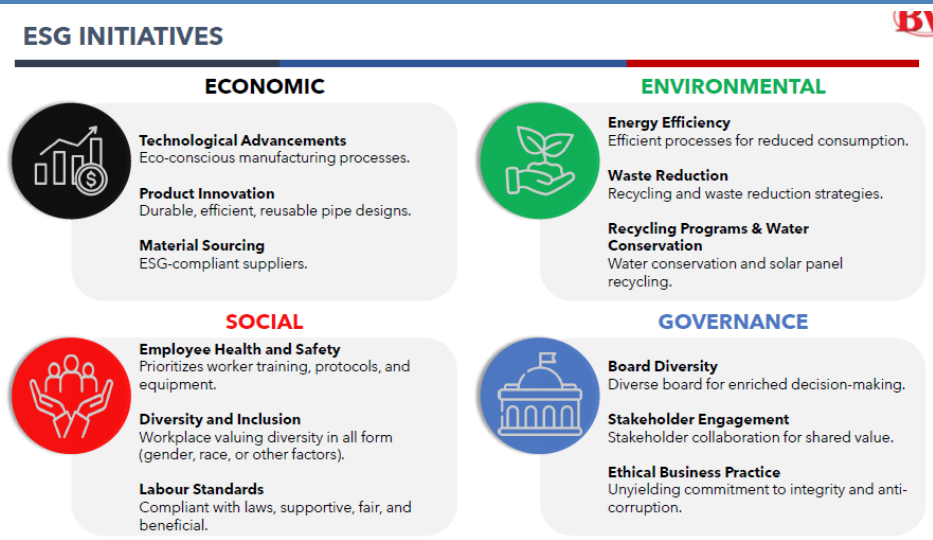 ESG INITIATIVES
ECONOMIC
Technological Advancements
Eco-conscious manufacturing processes.
Product Innovation
Durable, efficient, reusable pipe designs.
Material Sourcing
ESG-compliant suppliers.
ENVIRONMENTAL
Energy Efficiency
Efficient processes for reduced consumption.
Waste Reduction
Recycling and waste reduction strategies.
Recycling Programs & Water
Conservation
Water conservation and solar panel
recycling.
SOCIAL
Employee Health and Safety
Prioritizes worker training, protocols, and
equipment.
Diversity and Inclusion
Workplace valuing diversity in all form
(gender, race, or other factors).
Labour Standards
Compliant with laws, supportive, fair, and
beneficial.
GOVERNANCE
Board Diversity
Diverse board for enriched decision-making.
Stakeholder Engagement
Stakeholder collaboration for shared value.
Ethical Business Practice
Unyielding commitment to integrity and anti-
corruption.